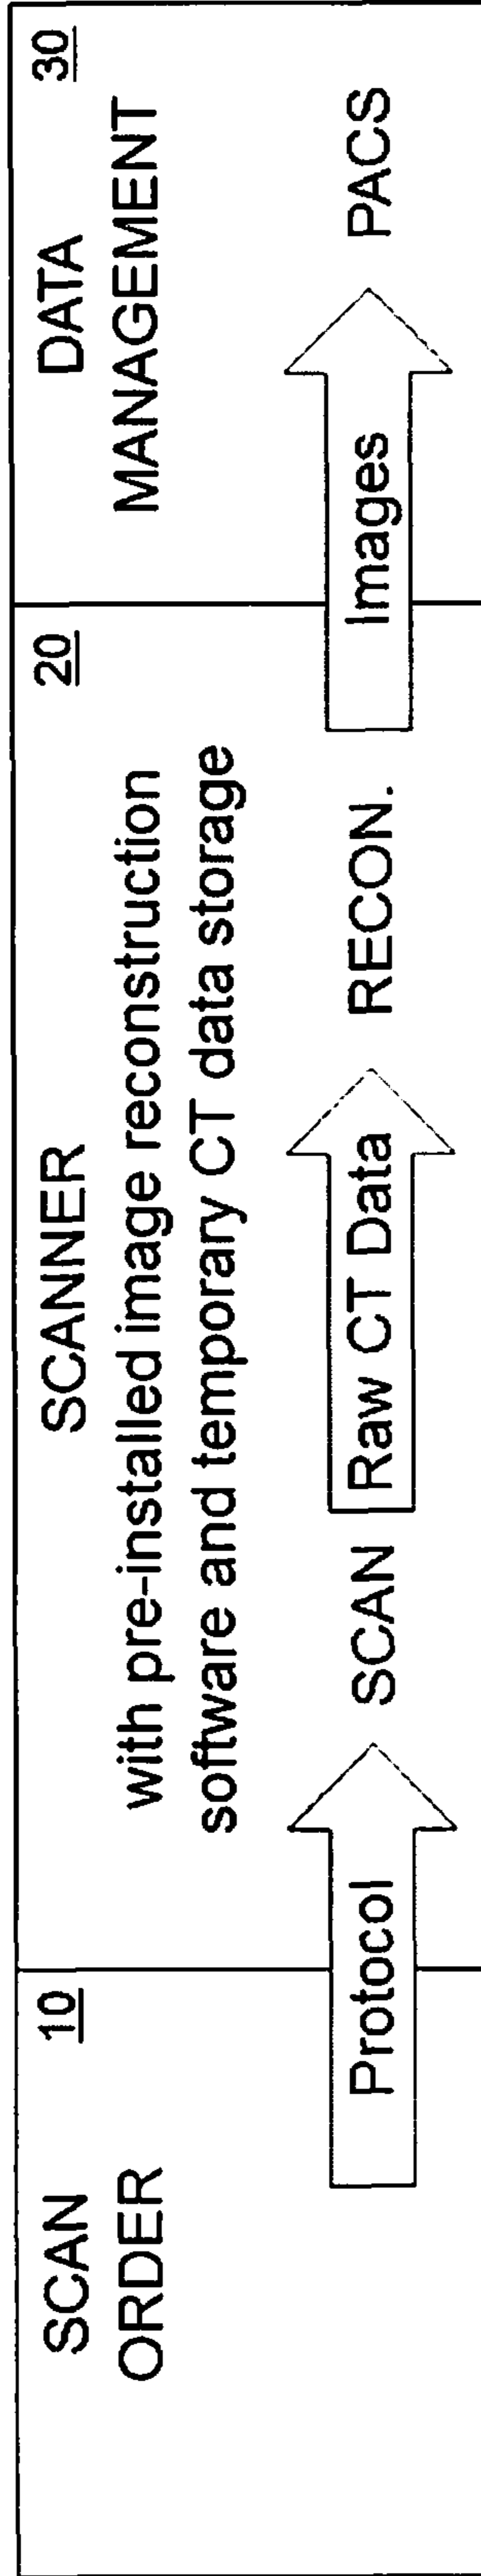 SCAN
ORDER
10
Protocol
SCANNER
20
with pre-installed image reconstruction
software and temporary CT data storage
SCAN
Raw CT Data
RECON.
Images
DATA
MANAGEMENT
30
PACS